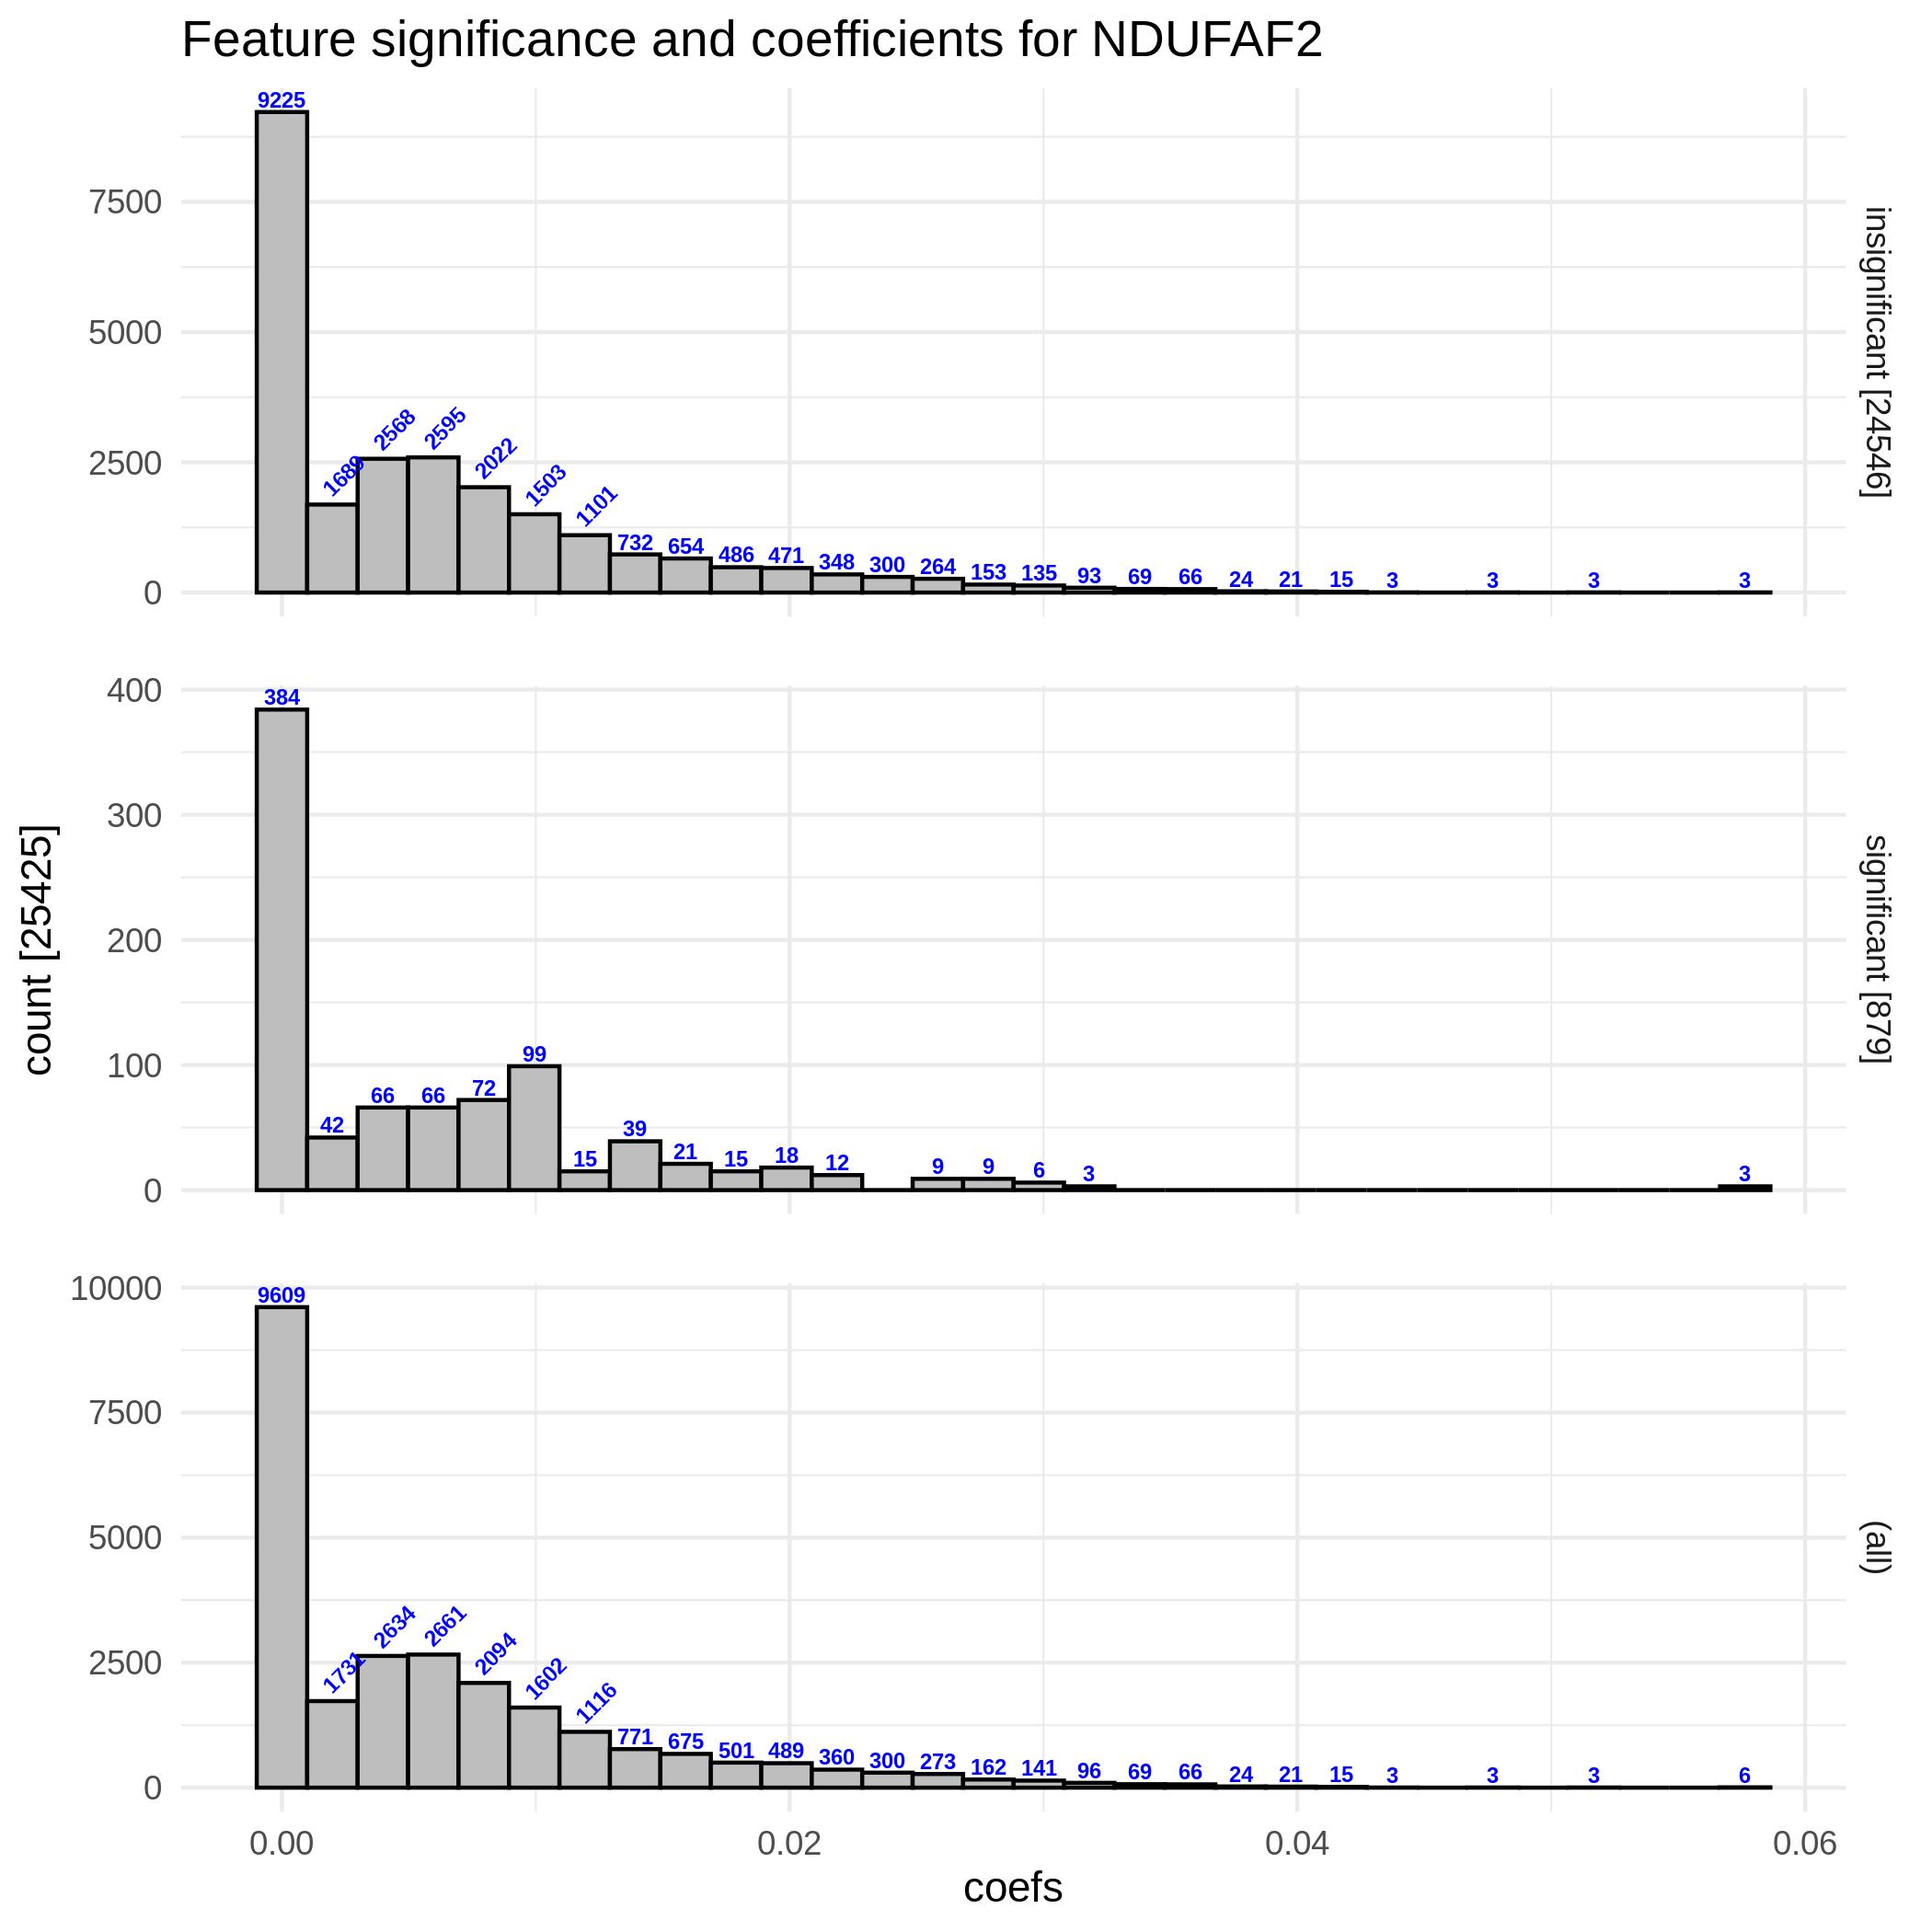 Feature significance and coefficients for NDUFAF2
9225
7500
5000
2500
0
1689
2568
2595
2022
1503
1101
732 654 486 471 348 300 264 153 135 93 69 66 24 21 15 3 3 3 3
insignificant [24546]
400
300
200
100
0
384
42 66 66 72 99 15 39 21 15 18 12 9 9 6 3 3
significant [879]
count [25425]
10000
7500
5000
2500
0
9609
1731
2634
2661
2094
1602
1116
771 675 501 489 360 300 273 162 141 96 69 66 24 21 15 3 3 3 6
(all)
0.00 0.02 0.04 0.06
coefs